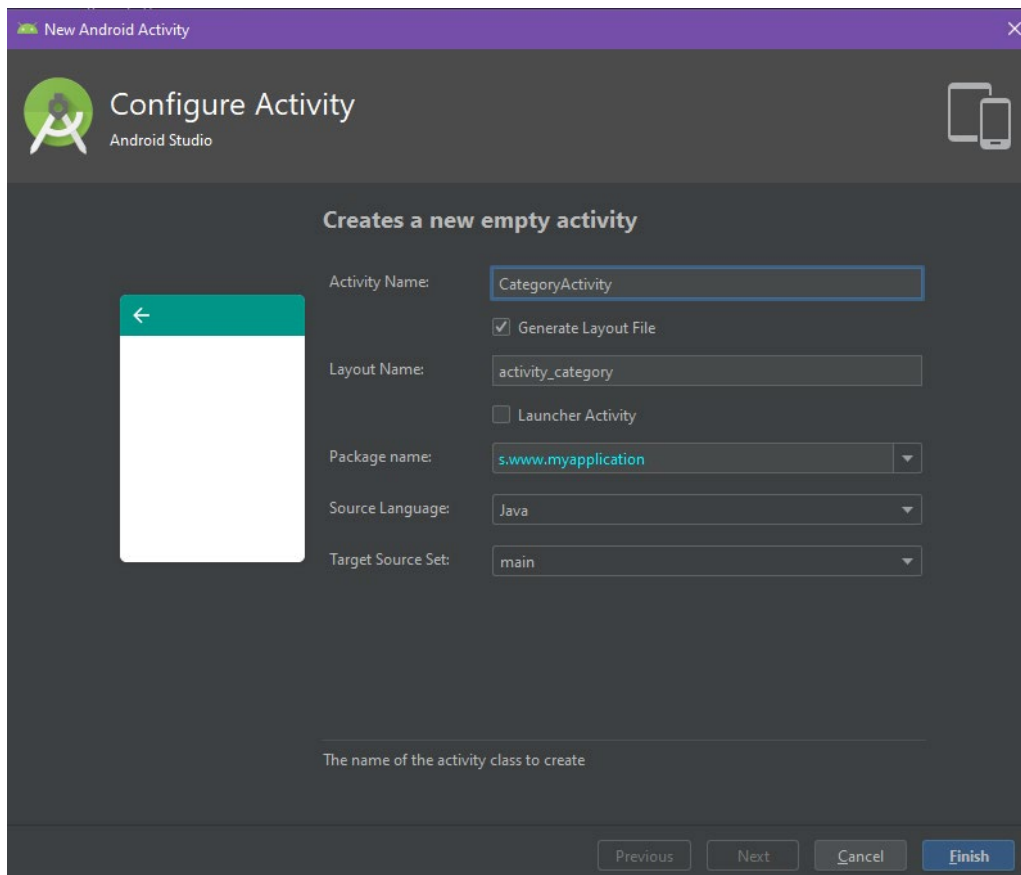 New Android Activity
Configure Activity
Android Studio
Creates a new empty activity
Activity Name:
CategoryActivity
Generate Layout File
Layout Name:
activity_category
Launcher Activity
Package name:
s.www.myapplication
Source Language:
Java
Target Source Set:
main
The name of the activity class to create
Previous
Next
Cancel
Finish